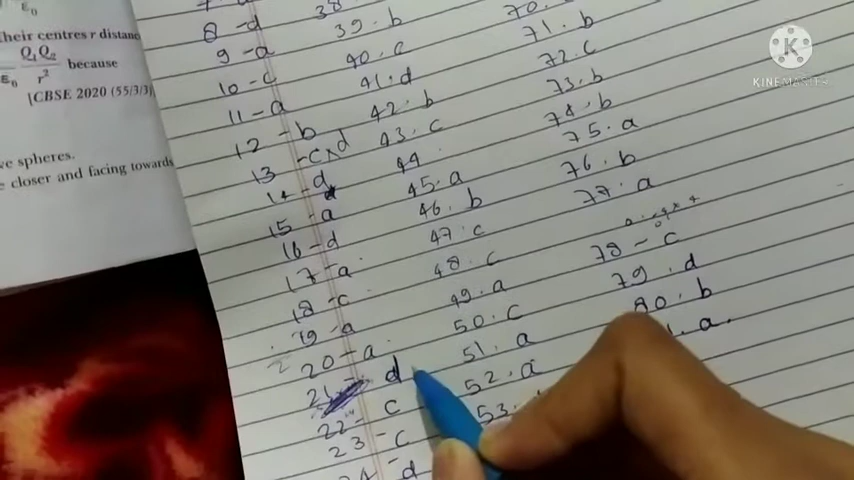 ε₀
Their centres r distanc
Q₁Q₂
r²
ε₀
because
[CBSE 2020 (55/3/3)
ve spheres.
e closer and facing towards
8-d
9-a
10-c
11-a
12-b
13-c x d
14-d
15-a
16-d
17-a
18-c
19-a
20-a
21- d
22- c
23-c
-d
38.
39.b
40.c
41.d
42.b
43.c
44.
45.a
46.b
47.c
48.c
49.a
50.c
51.a
52.a
53.
70.
71.b
72.c
73.b
74.b
75.a
76.b
77.a
78-c
79.d
80.b
.a.
KINEMASTER